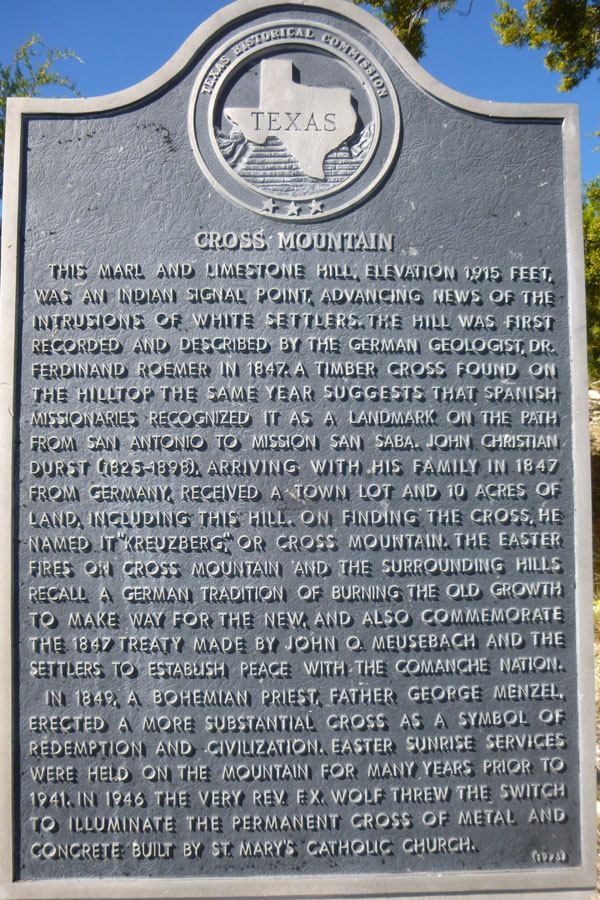 TEXAS HISTORICAL COMMISSION
TEXAS
CROSS MOUNTAIN
THIS MARL AND LIMESTONE HILL, ELEVATION 1,915 FEET,
WAS AN INDIAN SIGNAL POINT, ADVANCING NEWS OF THE
INTRUSIONS OF WHITE SETTLERS. THE HILL WAS FIRST
RECORDED AND DESCRIBED BY THE GERMAN GEOLOGIST, DR.
FERDINAND ROEMER IN 1847. A TIMBER CROSS FOUND ON
THE HILLTOP THE SAME YEAR SUGGESTS THAT SPANISH
MISSIONARIES RECOGNIZED IT AS A LANDMARK ON THE PATH
FROM SAN ANTONIO TO MISSION SAN SABA. JOHN CHRISTIAN
DURST (1825-1898), ARRIVING WITH HIS FAMILY IN 1847
FROM GERMANY, RECEIVED A TOWN LOT AND 10 ACRES OF
LAND, INCLUDING THIS HILL. ON FINDING THE CROSS, HE
NAMED IT "KREUZBERG," OR CROSS MOUNTAIN. THE EASTER
FIRES ON CROSS MOUNTAIN AND THE SURROUNDING HILLS
RECALL A GERMAN TRADITION OF BURNING THE OLD GROWTH
TO MAKE WAY FOR THE NEW, AND ALSO COMMEMORATE
THE 1847 TREATY MADE BY JOHN O. MEUSEBACH AND THE
SETTLERS TO ESTABLISH PEACE WITH THE COMANCHE NATION.
IN 1849, A BOHEMIAN PRIEST, FATHER GEORGE MENZEL,
ERECTED A MORE SUBSTANTIAL CROSS AS A SYMBOL OF
REDEMPTION AND CIVILIZATION. EASTER SUNRISE SERVICES
WERE HELD ON THE MOUNTAIN FOR MANY YEARS PRIOR TO
1941. IN 1946 THE VERY REV. F.X. WOLF THREW THE SWITCH
TO ILLUMINATE THE PERMANENT CROSS OF METAL AND
CONCRETE BUILT BY ST. MARY'S CATHOLIC CHURCH.
(1976)